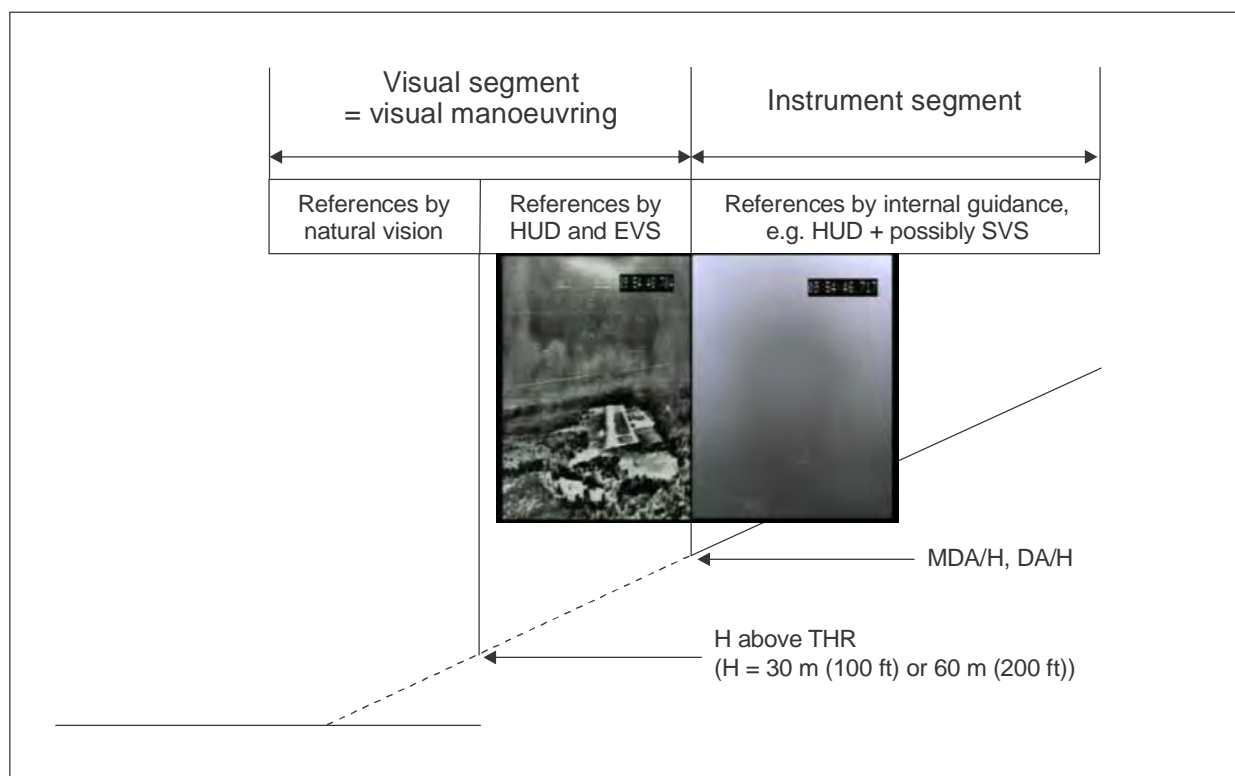 Visual segment
= visual manoeuvring
Instrument segment
References by
natural vision
References by
HUD and EVS
References by internal guidance,
e.g. HUD + possibly SVS
MDA/H, DA/H
H above THR
(H = 30 m (100 ft) or 60 m (200 ft))